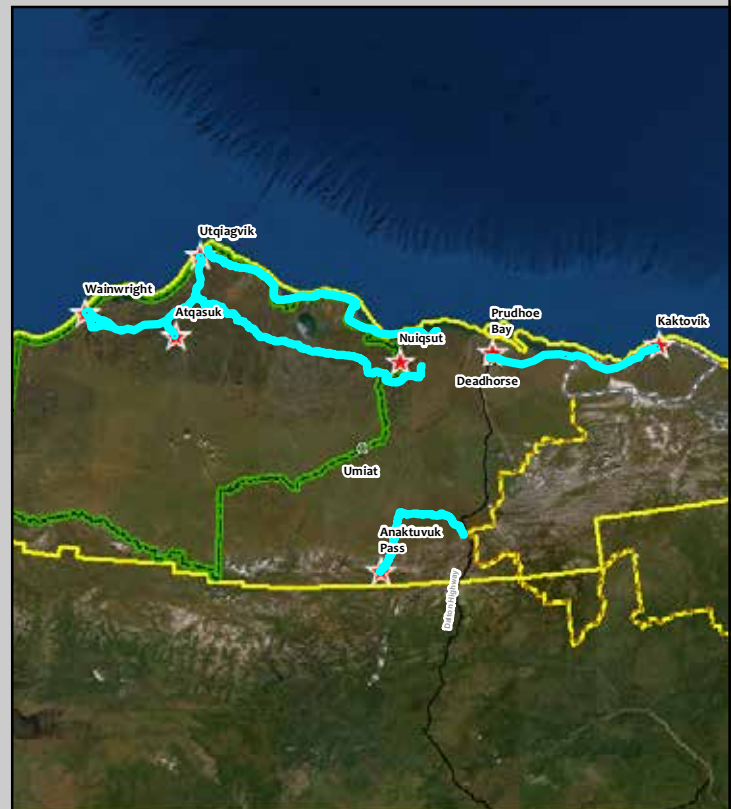 Utqiagvik
Wainwright
Atqasuk
Prudhoe
Bay
Kaktovik
Nuiqsut
Deadhorse
Umiat
Anaktuvuk
Pass
Dalton Highway